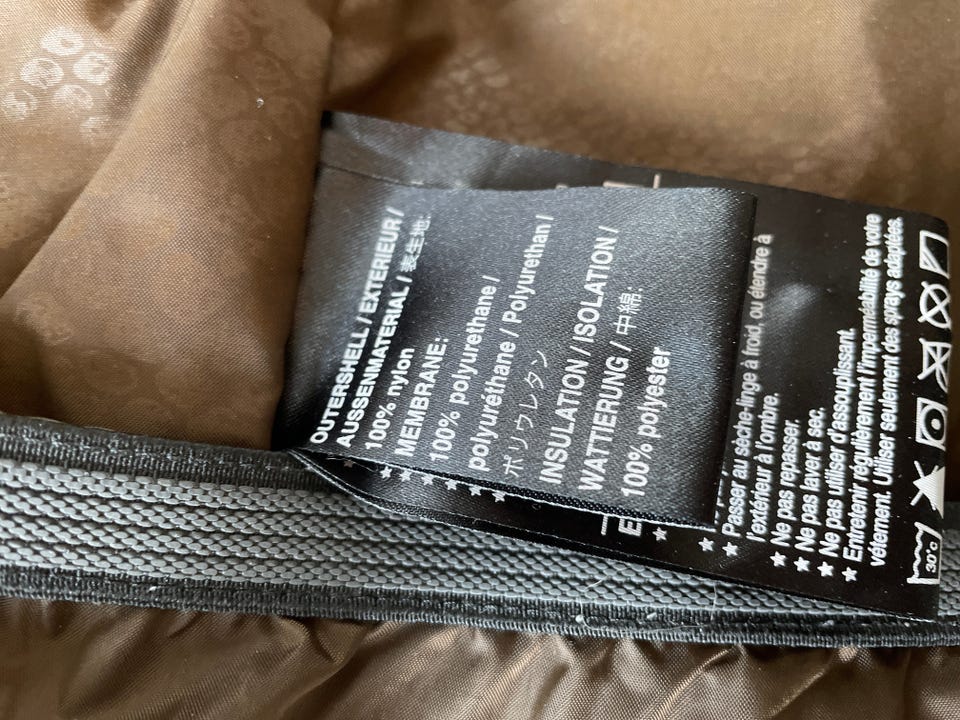 OUTERSHELL / EXTERIEUR /
AUSSENMATERIAL / 表生地:
100% nylon
MEMBRANE:
100% polyurethane /
polyuréthane / Polyurethan /
ポリウレタン
INSULATION / ISOLATION /
WATTIERUNG / 中綿:
100% polyester
★ Passer au sèche-linge à froid, ou étendre à
l'extérieur à l'ombre.
★ Ne pas repasser.
★ Ne pas laver à sec.
★ Ne pas utiliser d'assouplissant.
★ Entretenir régulièrement l'imperméabilité de votre
vêtement. Utiliser seulement des sprays adaptées.
30°c